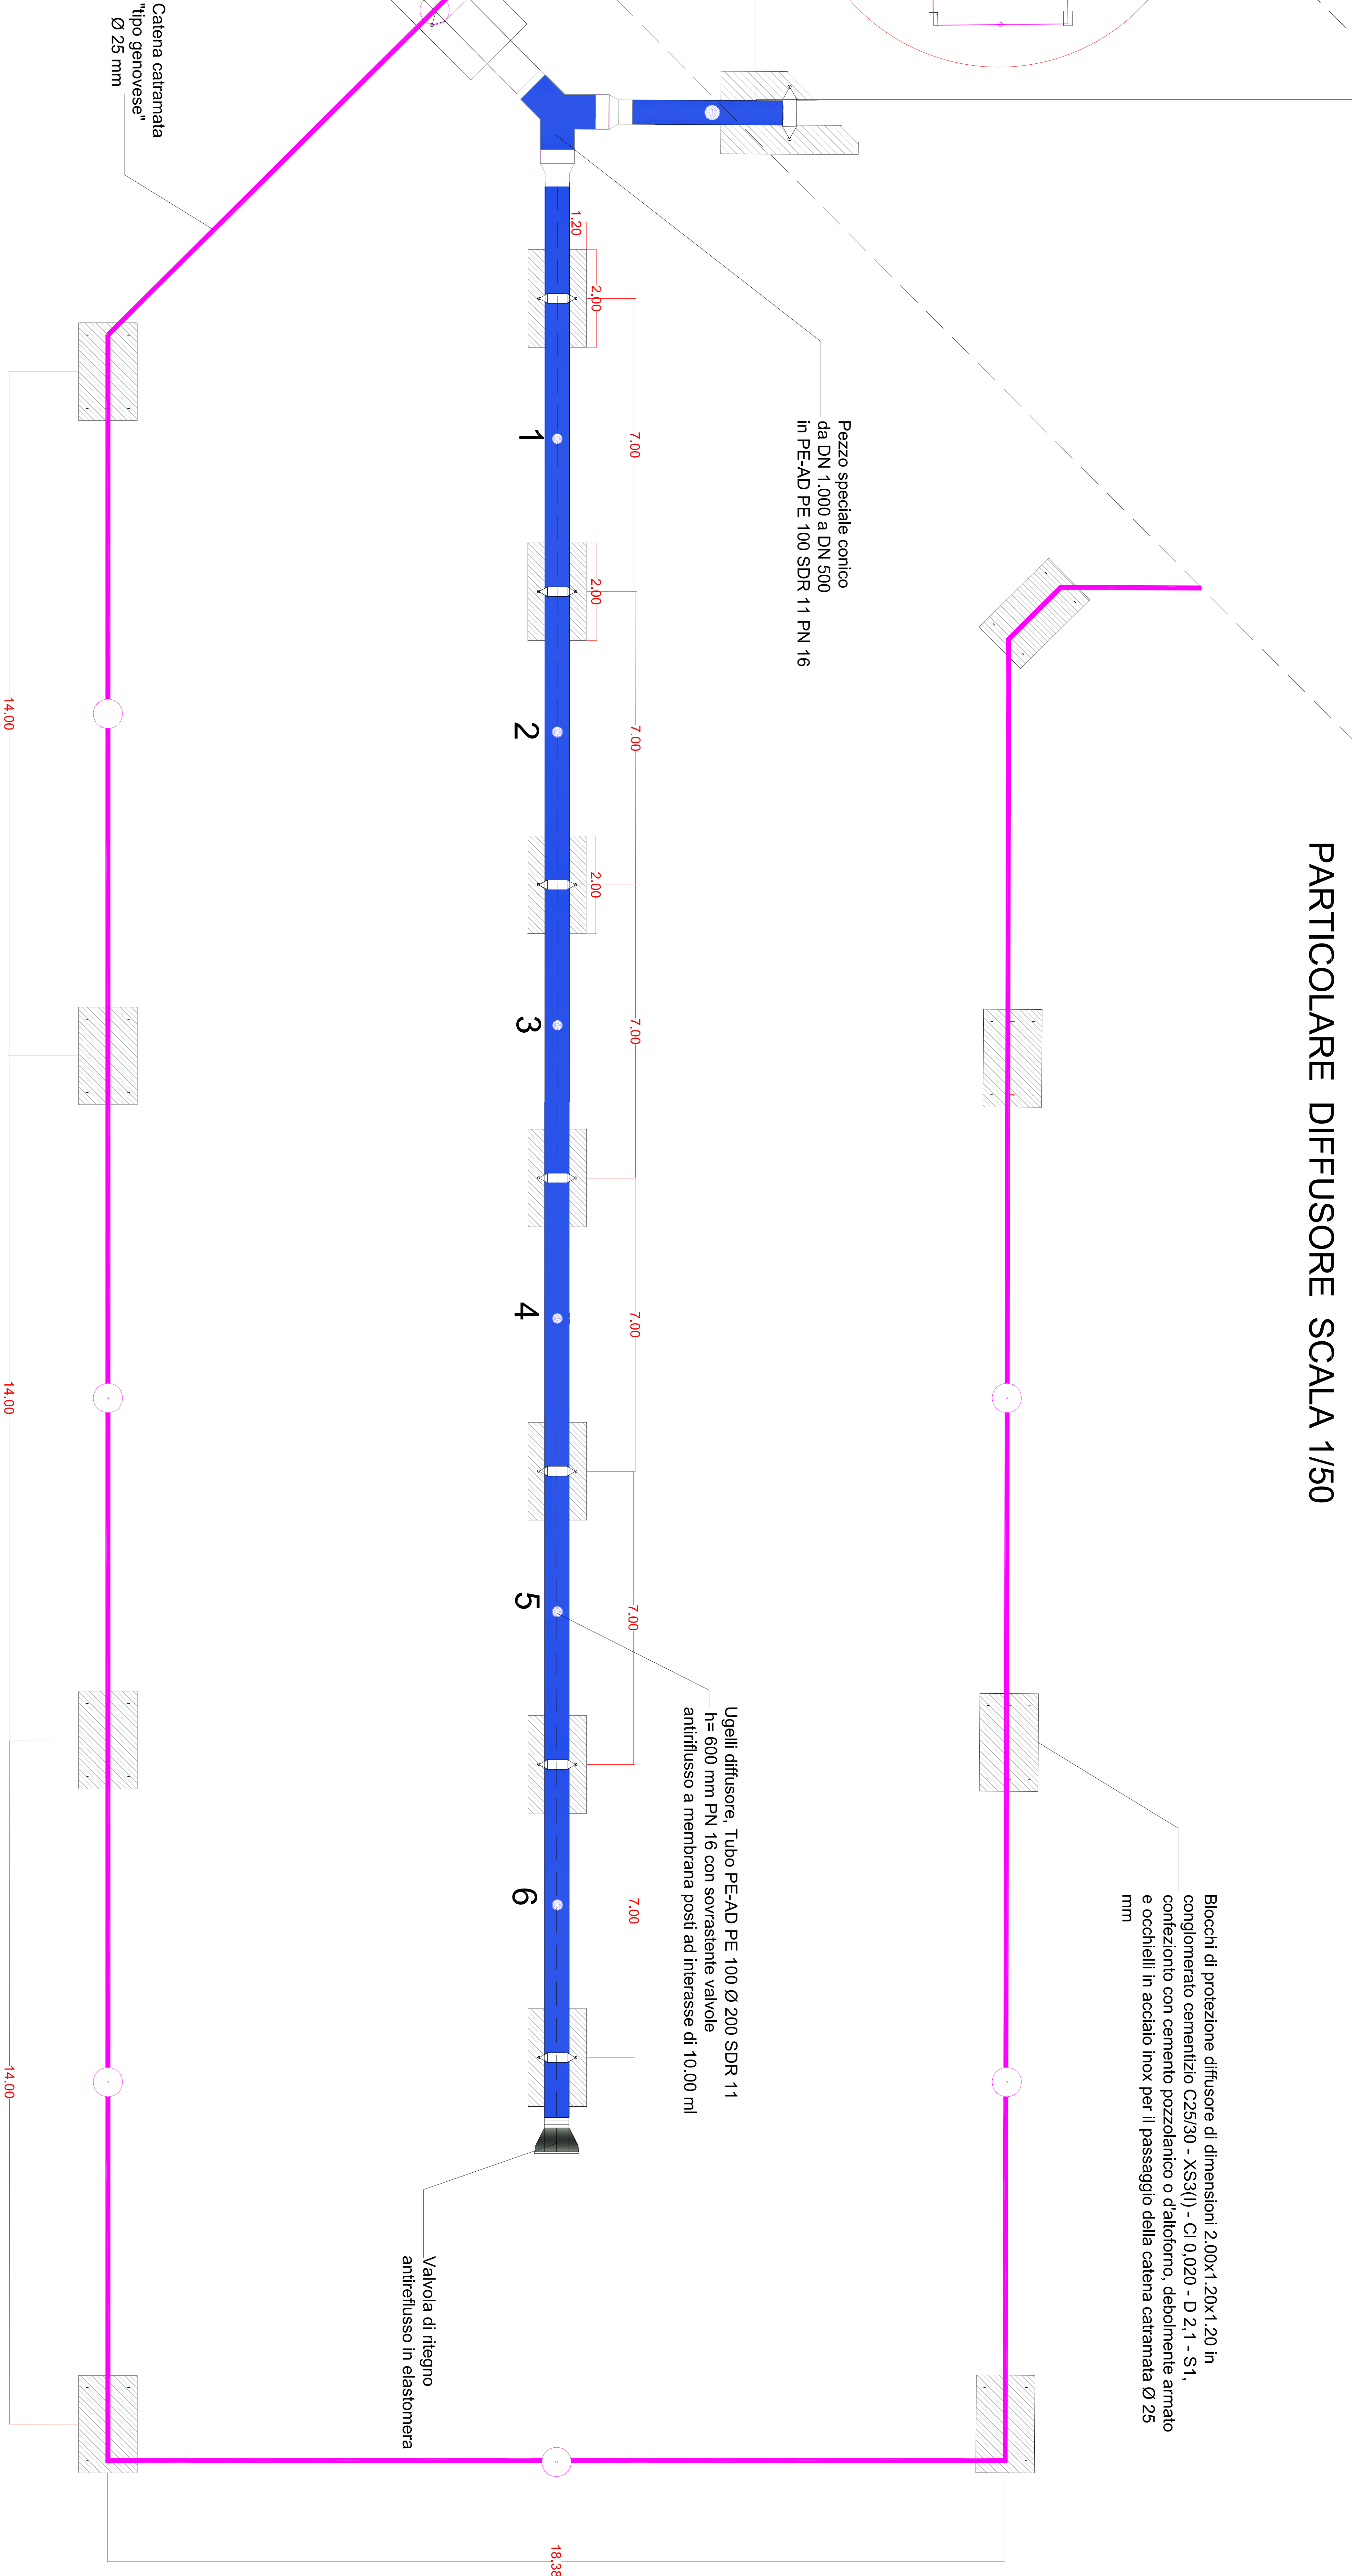 PARTICOLARE DIFFUSORE SCALA 1/50
Blocchi di protezione diffusore di dimensioni 2.00x1.20x1.20 in
conglomerato cementizio C25/30 - XS3(I) - Cl 0,020 - D 2,1 - S1,
confezionto con cemento pozzolanico o d'altoforno, debolmente armato
e occhielli in acciaio inox per il passaggio della catena catramata Ø 25
mm
Pezzo speciale conico
da DN 1.000 a DN 500
in PE-AD PE 100 SDR 11 PN 16
Ugelli diffusore, Tubo PE-AD PE 100 Ø 200 SDR 11
h= 600 mm PN 16 con sovrastente valvole
antiriflusso a membrana posti ad interasse di 10.00 ml
7.00
7.00
7.00
7.00
7.00
7.00
2.00
2.00
2.00
1.20
1
2
3
4
5
6
18.38
Valvola di ritegno
antireflusso in elastomera
Catena catramata
"tipo genovese"
Ø 25 mm
14.00
14.00
14.00